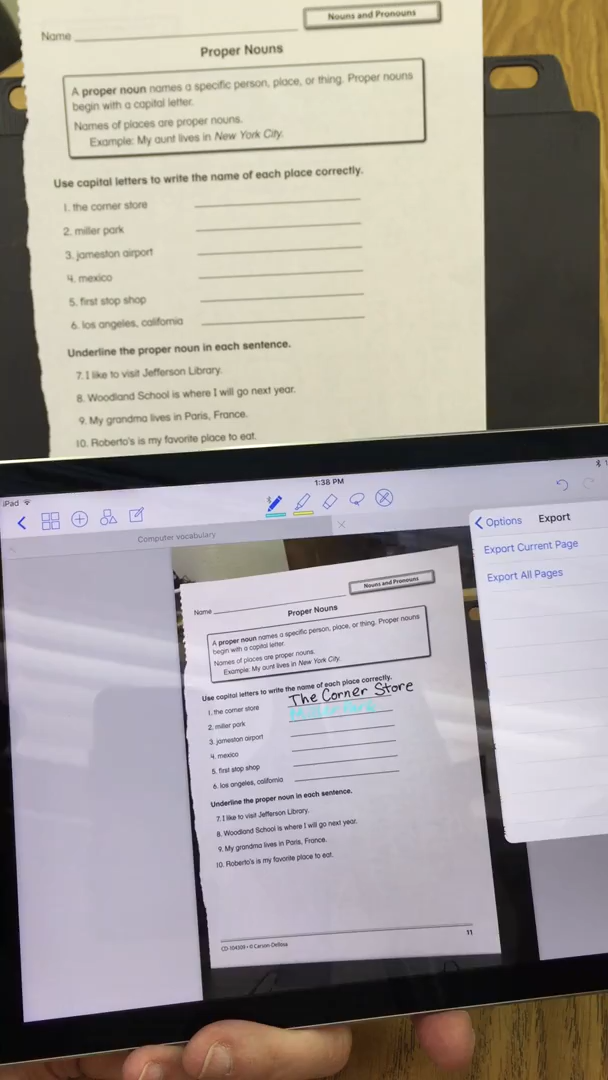 Nouns and Pronouns
Name
Proper Nouns
A proper noun names a specific person, place, or thing. Proper nouns
begin with a capital letter.
Names of places are proper nouns.
Example: My aunt lives in New York City.
Use capital letters to write the name of each place correctly.
1. the corner store
2. miller park
3. jameston airport
4. mexico
5. first stop shop
6. los angeles, california
Underline the proper noun in each sentence.
7. I like to visit Jefferson Library.
8. Woodland School is where I will go next year.
9. My grandma lives in Paris, France.
10. Roberto's is my favorite place to eat.
iPad
1:38 PM
Computer vocabulary
Options
Export
Export Current Page
Export All Pages
Nouns and Pronouns
Name
Proper Nouns
A proper noun names a specific person, place, or thing. Proper nouns
begin with a capital letter.
Names of places are proper nouns.
Example: My aunt lives in New York City.
Use capital letters to write the name of each place correctly.
1. the corner store The Corner Store
2. miller park Miller Park
3. jameston airport
4. mexico
5. first stop shop
6. los angeles, california
Underline the proper noun in each sentence.
7. I like to visit Jefferson Library.
8. Woodland School is where I will go next year.
9. My grandma lives in Paris, France.
10. Roberto's is my favorite place to eat.
CD-104309 • © Carson-Dellosa
11